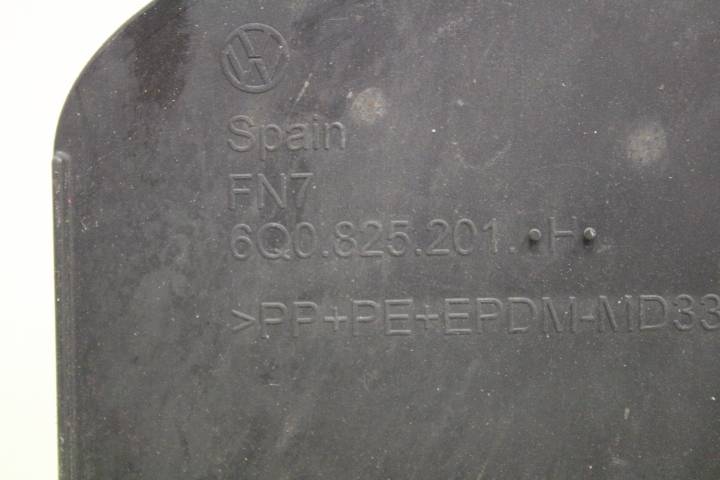 Spain
FN7
6Q0.825.201.•H•
>PP+PE+EPDM-MD33